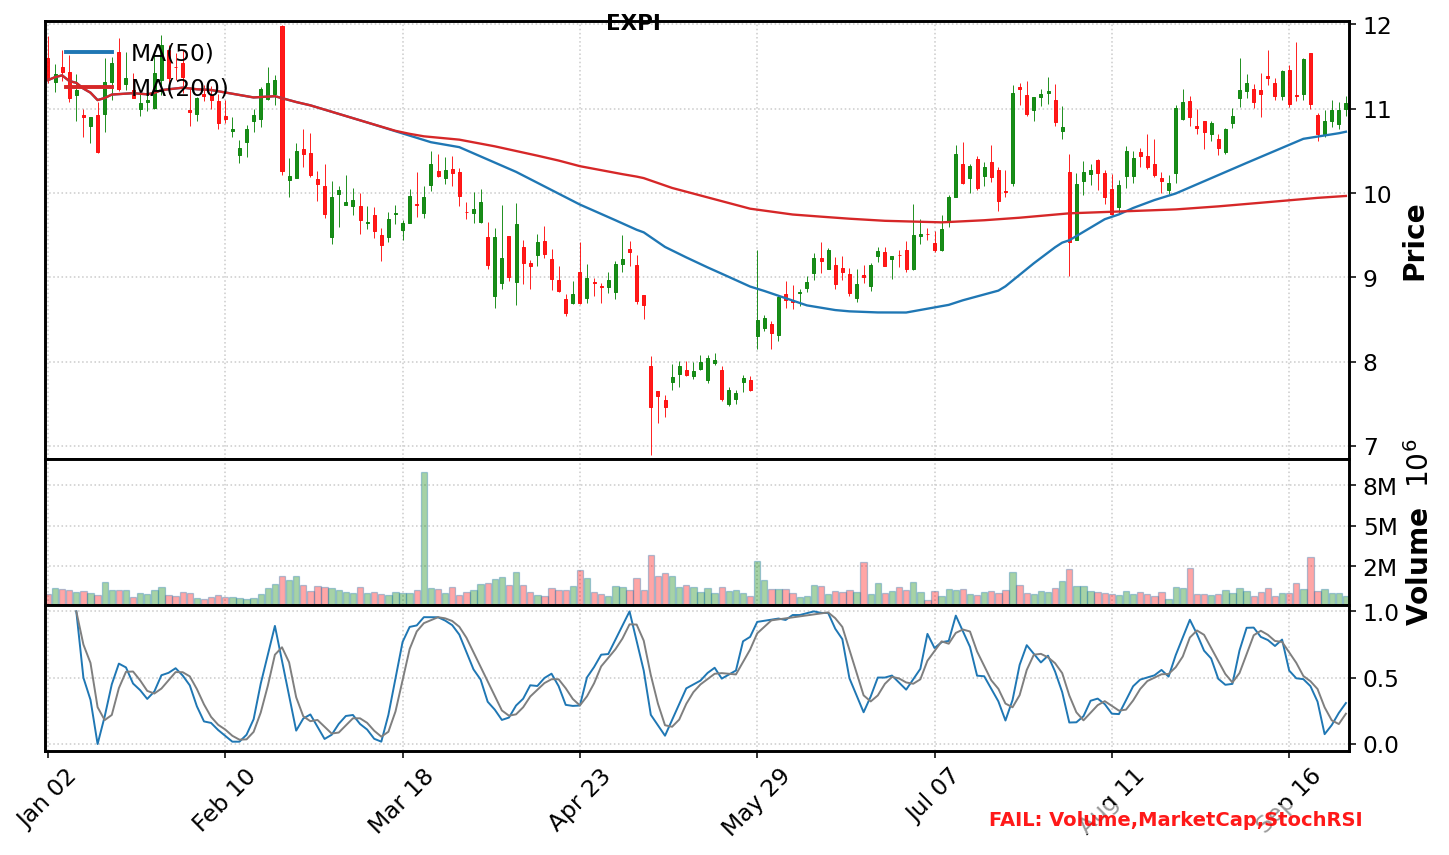 EXPI
MA(50)
MA(200)
12
11
10
9
8
7
Price
8M
5M
2M
Volume 10^6
1.0
0.5
0.0
Jan 02
Feb 10
Mar 18
Apr 23
May 29
Jul 07
Aug 11
Sep 16
FAIL: Volume,MarketCap,StochRSI